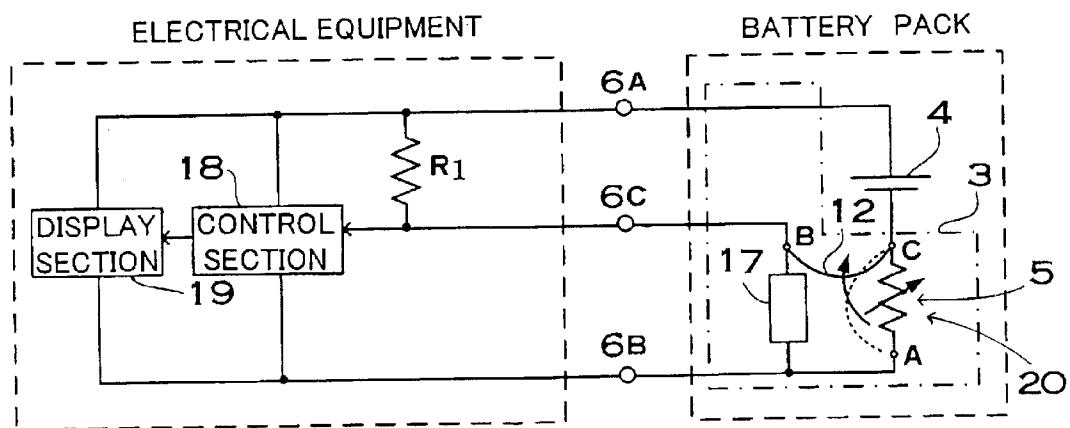 ELECTRICAL EQUIPMENT
BATTERY PACK
6A
4
R1
18
6C
3
DISPLAY SECTION
CONTROL SECTION
12
B
C
17
5
19
6B
A
20